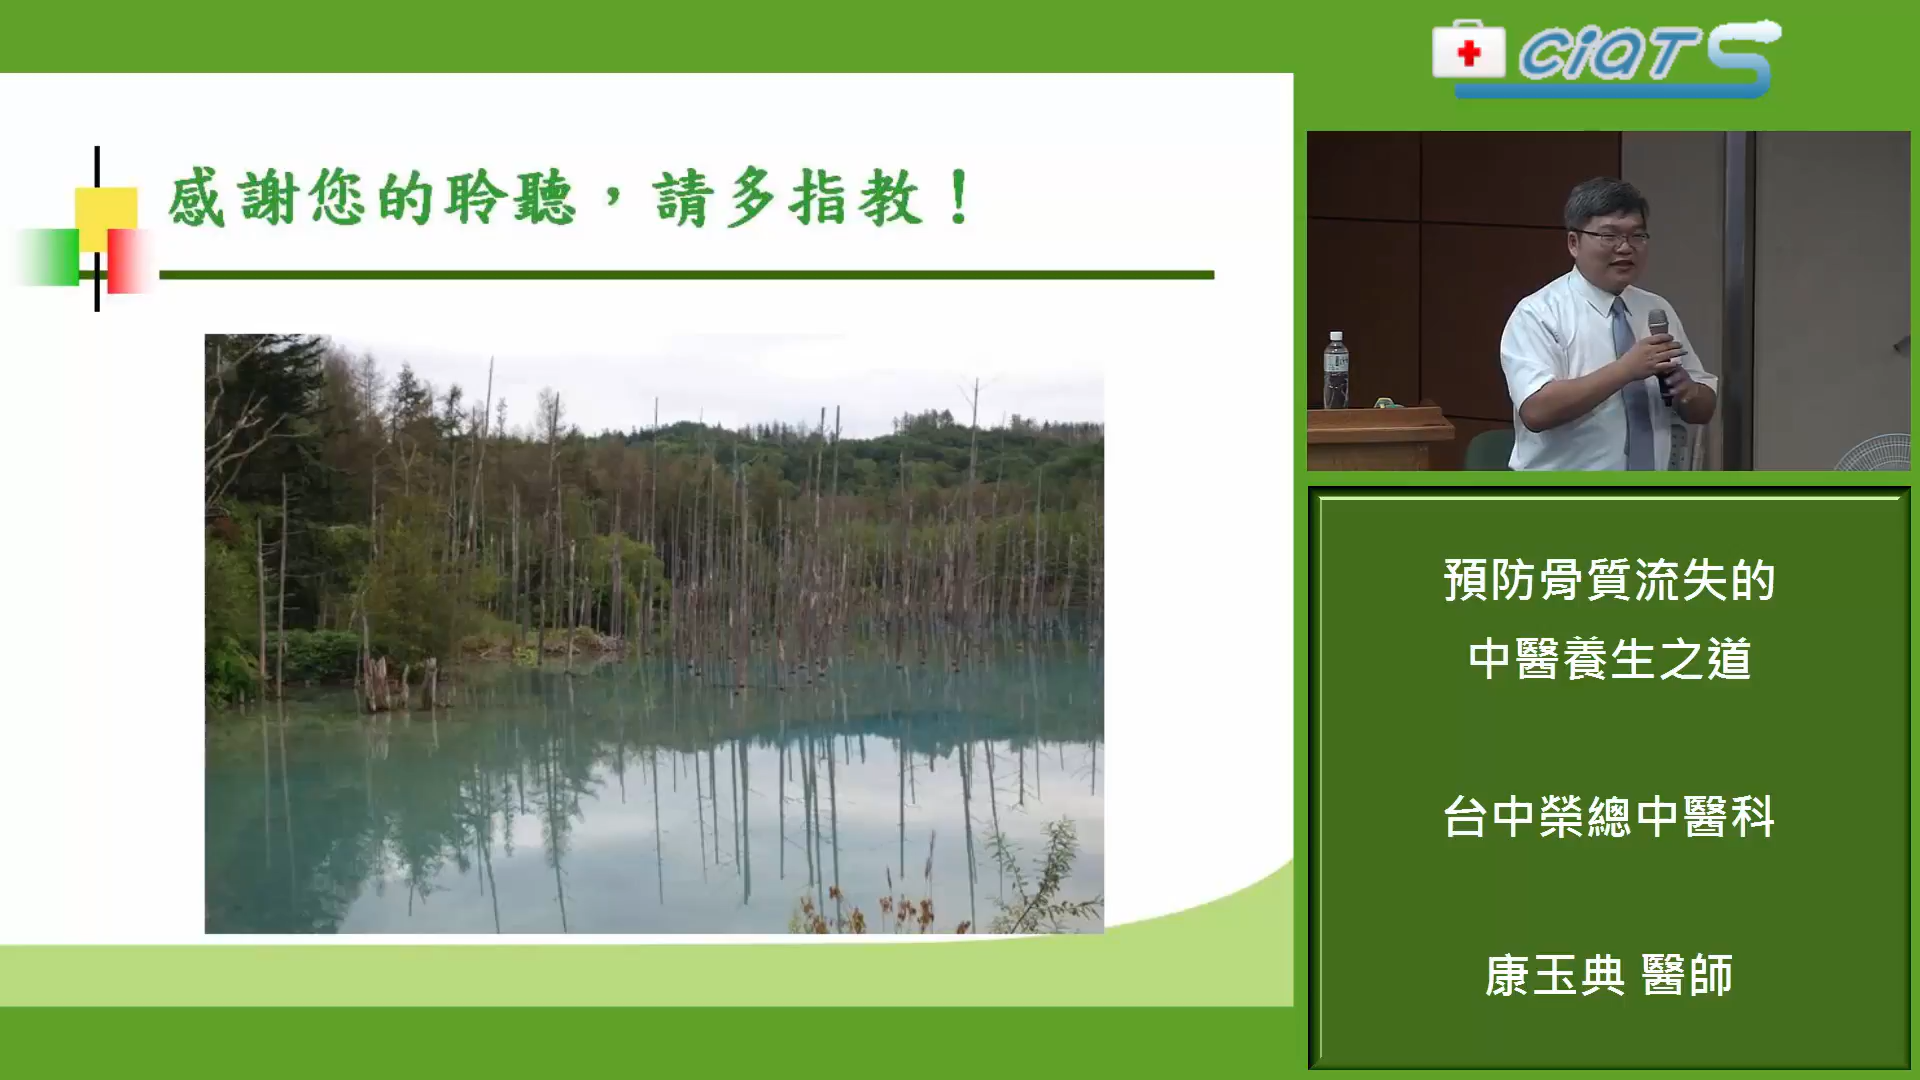 感謝您的聆聽，請多指教！
CiQTS
預防骨質流失的
中醫養生之道
台中榮總中醫科
康玉典 醫師